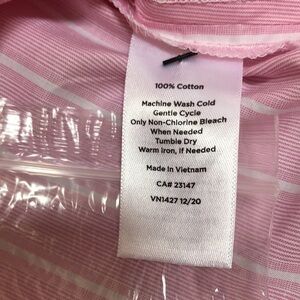 100% Cotton
Machine Wash Cold
Gentle Cycle
Only Non-Chlorine Bleach
When Needed
Tumble Dry
Warm Iron, if Needed
Made in Vietnam
CA# 23147
VN1427 12/20